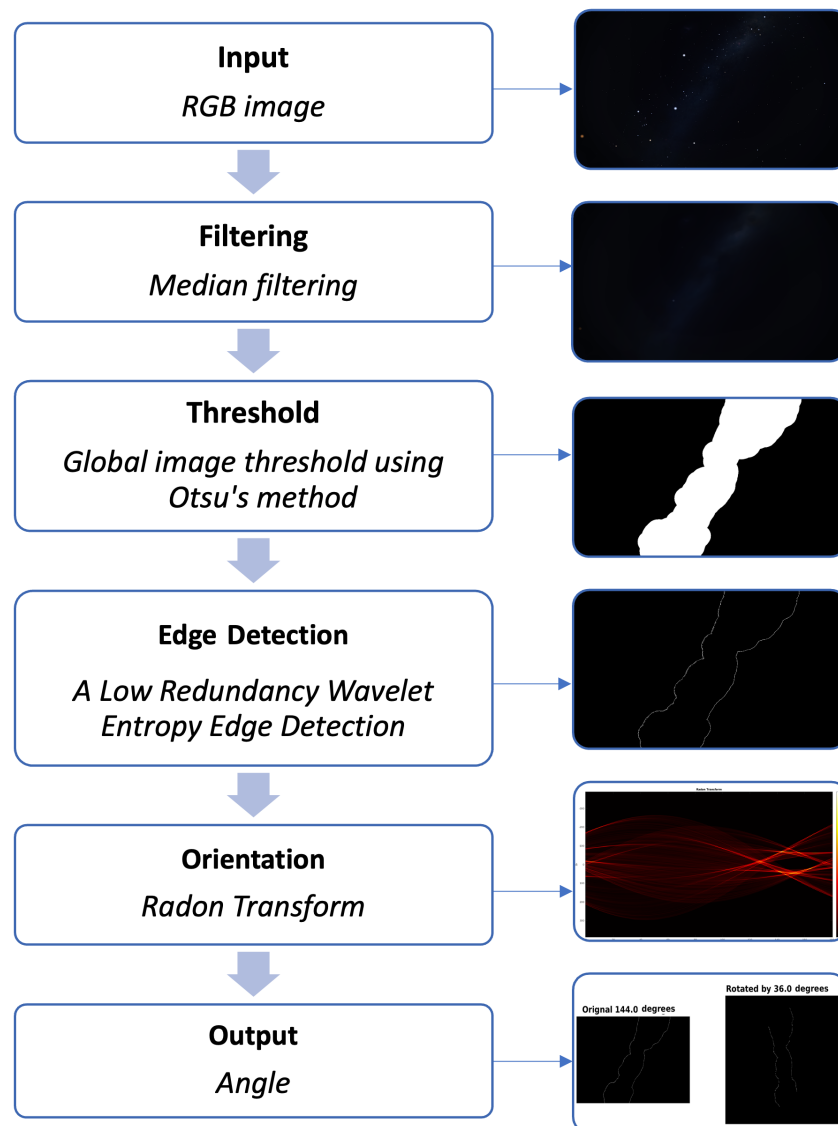 Input
RGB image
Filtering
Median filtering
Threshold
Global image threshold using
Otsu's method
Edge Detection
A Low Redundancy Wavelet
Entropy Edge Detection
Orientation
Radon Transform
Radon Transform
Output
Angle
Orignal 144.0 degrees
Rotated by 36.0 degrees